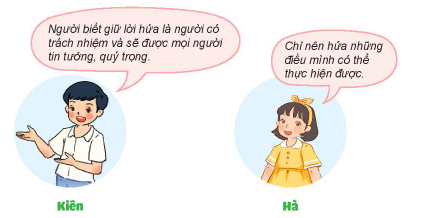 Người biết giữ lời hứa là người có
trách nhiệm và sẽ được mọi người
tin tưởng, quý trọng.
Chỉ nên hứa những
điều mình có thể
thực hiện được.
Kiên
Hà